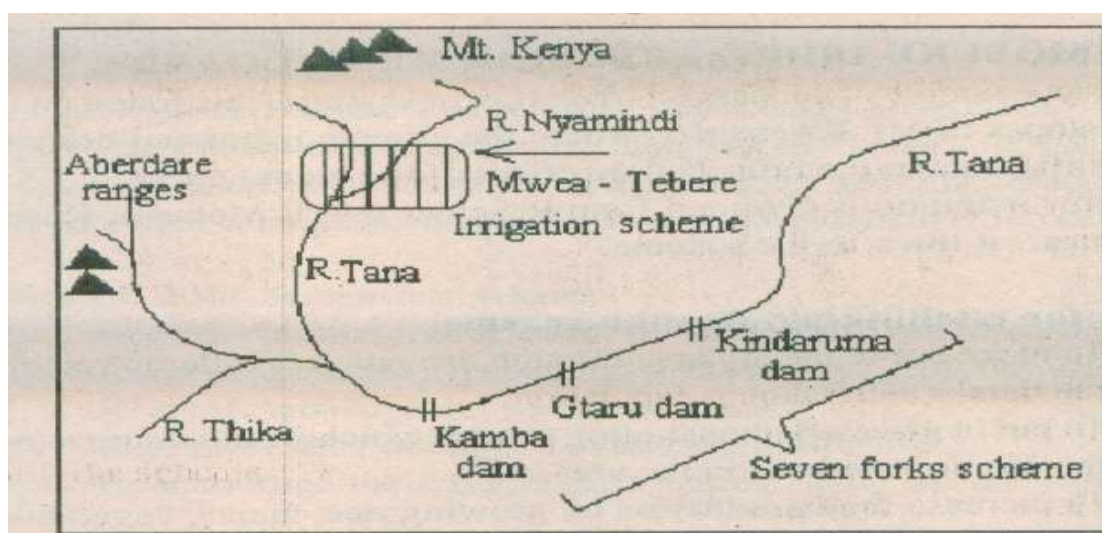 Mt. Kenya
R. Nyamindi
Aberdare
ranges
R.Tana
Mwea - Tebere
Irrigation scheme
R.Tana
Kindaruma
dam
Gtaru dam
R. Thika
Kamba
dam
Seven forks scheme